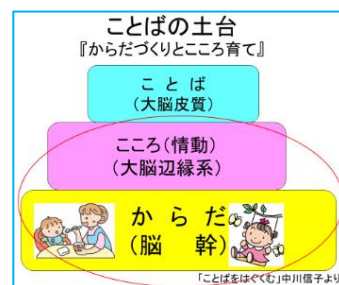 ことばの土台
『からだづくりとこころ育て』
こ と ば
（大脳皮質）
こころ（情動）
（大脳辺縁系）
か ら だ
（脳　　幹）
「ことばをはぐくむ」中川信子より